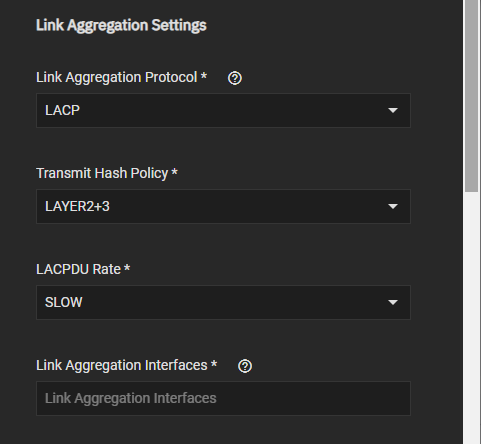 Link Aggregation Settings
Link Aggregation Protocol *
LACP
Transmit Hash Policy *
LAYER2+3
LACPDU Rate *
SLOW
Link Aggregation Interfaces *
Link Aggregation Interfaces